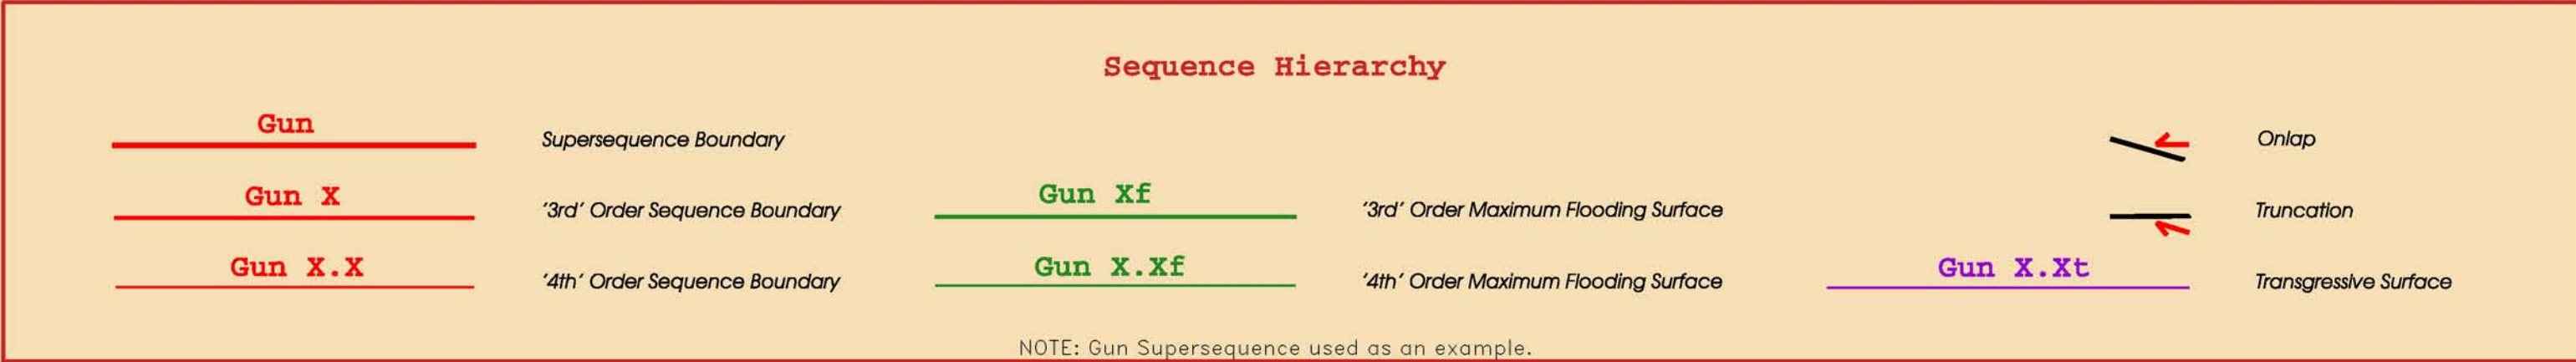 Sequence Hierarchy
Gun
Supersequence Boundary
Onlap
Gun X
'3rd' Order Sequence Boundary
Gun Xf
'3rd' Order Maximum Flooding Surface
Truncation
Gun X.X
'4th' Order Sequence Boundary
Gun X.Xf
'4th' Order Maximum Flooding Surface
Gun X.Xt
Transgressive Surface
NOTE: Gun Supersequence used as an example.